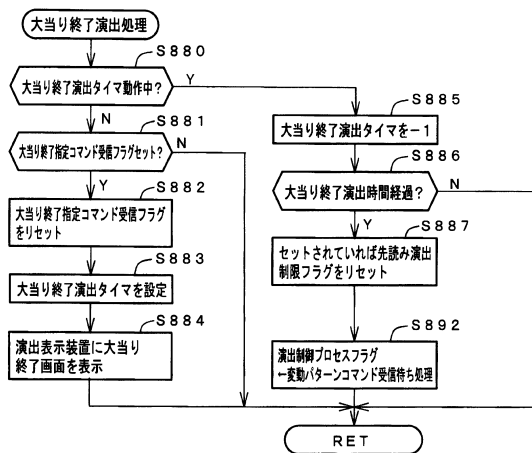 大当り終了演出処理
S880
大当り終了演出タイマ動作中?
Y
N
S881
大当り終了指定コマンド受信フラグセット?
N
Y
S882
大当り終了指定コマンド受信フラグ
をリセット
S883
大当り終了演出タイマを設定
S884
演出表示装置に大当り
終了画面を表示
S885
大当り終了演出タイマを-1
S886
大当り終了演出時間経過?
N
Y
S887
セットされていれば先読み演出
制限フラグをリセット
S892
演出制御プロセスフラグ
←変動パターンコマンド受信待ち処理
RET